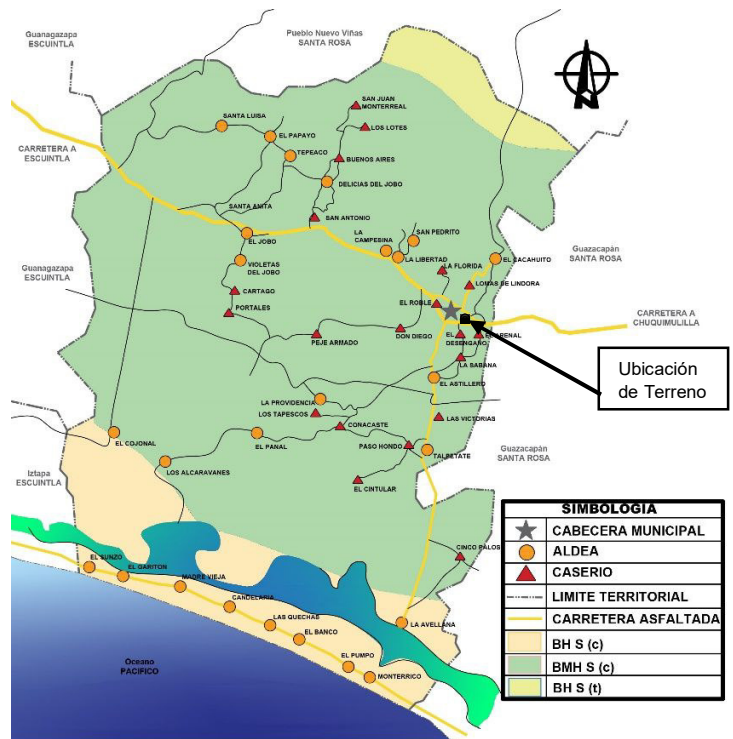 Guanagazapa
ESCUINTLA
Pueblo Nuevo Viñas
SANTA ROSA
SAN JUAN
MONTERREAL
SANTA LUISA
LOS LOTES
EL PAPAYO
CARRETERA A
ESCUINTLA
TEPEACO
BUENOS AIRES
DELICIAS DEL JOBO
SANTA ANITA
SAN ANTONIO
SAN PEDRITO
LA
CAMPESINA
EL JOBO
LA LIBERTAD
EL CACAHUITO
Guazacapán
SANTA ROSA
VIOLETAS
DEL JOBO
LA FLORIDA
Guanagazapa
ESCUINTLA
CARTAGO
LOMAS DE LINDORA
PORTALES
EL ROBLE
CARRETERA A
CHUQUIMULILLA
PEJE ARMADO
DON DIEGO
EL
DESENGAÑO
Ubicación
de Terreno
LA SABANA
EL ASTILLERO
LA PROVIDENCIA
LOS TAPESCOS
CONACASTE
LAS VICTORIAS
EL COJONAL
EL PANAL
PASO HONDO
TALPETATE
Guazacapán
SANTA ROSA
Iztapa
ESCUINTLA
LOS ALCARAVANES
EL CINTULAR
SIMBOLOGIA
CABECERA MUNICIPAL
ALDEA
CASERIO
LIMITE TERRITORIAL
CARRETERA ASFALTADA
BH S (c)
BMH S (c)
BH S (t)
CINCO PALOS
EL SUNZO
EL GARITON
MADRE VIEJA
CANDELARIA
LAS QUECHAS
EL BANCO
LA AVELLANA
EL PUMPO
MONTERRICO
Oceano
PACIFICO